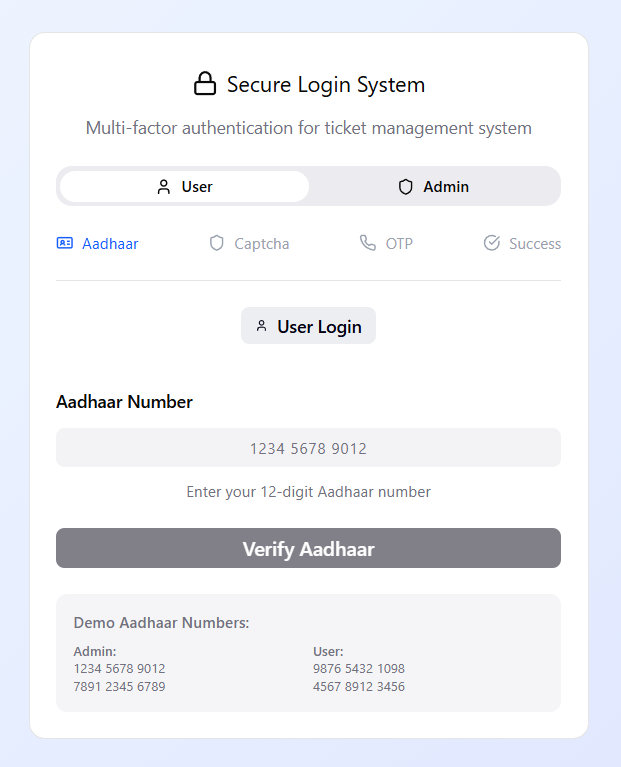 Secure Login System
Multi-factor authentication for ticket management system
User Admin
Aadhaar Captcha OTP Success
User Login
Aadhaar Number
1234 5678 9012
Enter your 12-digit Aadhaar number
Verify Aadhaar
Demo Aadhaar Numbers:
Admin: User:
1234 5678 9012 9876 5432 1098
7891 2345 6789 4567 8912 3456